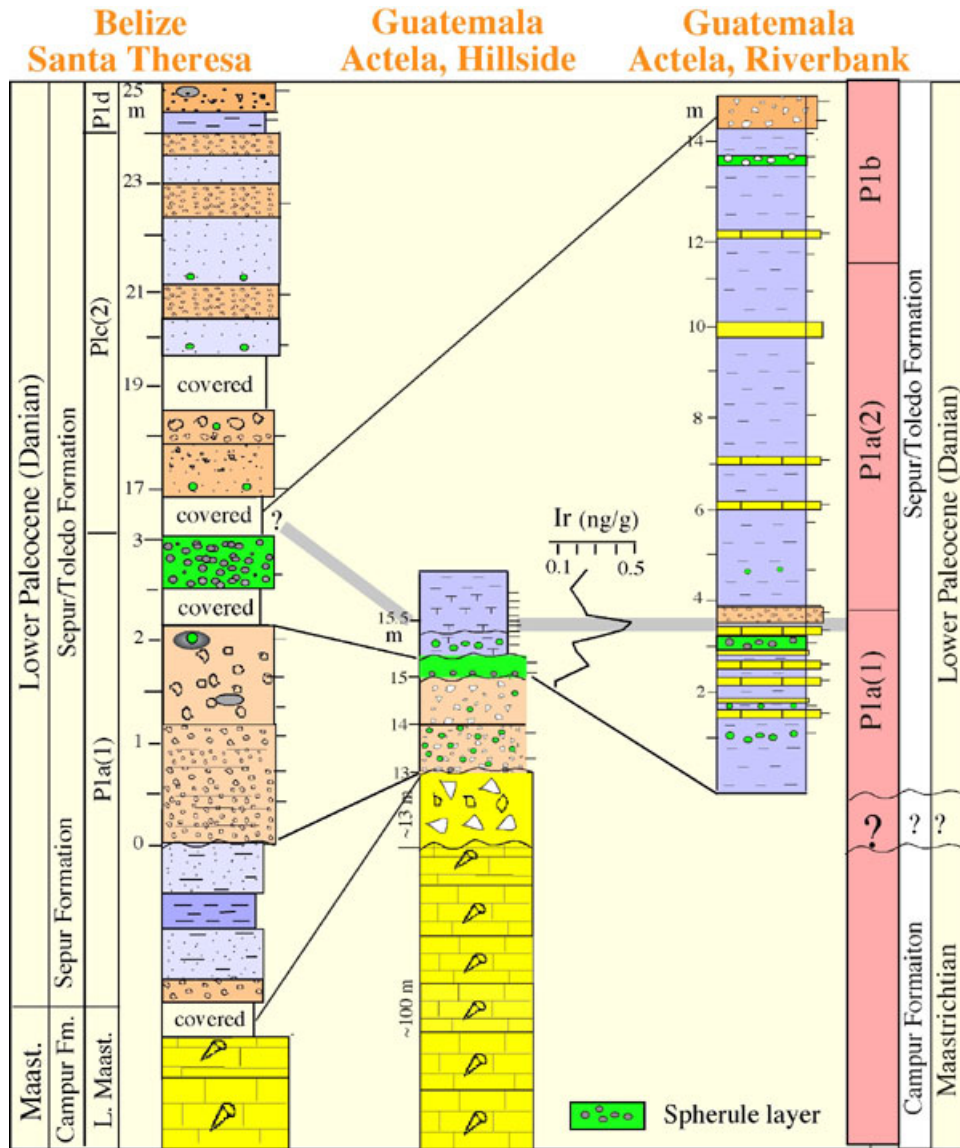 Belize
Santa Theresa
Guatemala
Actela, Hillside
Guatemala
Actela, Riverbank
Lower Paleocene (Danian)
Maast.
Sepur/Toledo Formation
Sepur Formation
Campur Fm.
P1d
Plc(2)
P1a(1)
L. Maast.
25
m
23
21
19
17
3
2
1
0
covered
covered
covered
covered
?
15.5
m
15
14
13
~13 m
~100 m
Ir (ng/g)
0.1
0.5
m
14
12
10
8
6
4
2
P1b
P1a(2)
P1a(1)
?
Sepur/Toledo Formation
?
Campur Formaiton
Lower Paleocene (Danian)
?
Maastrichtian
Spherule layer